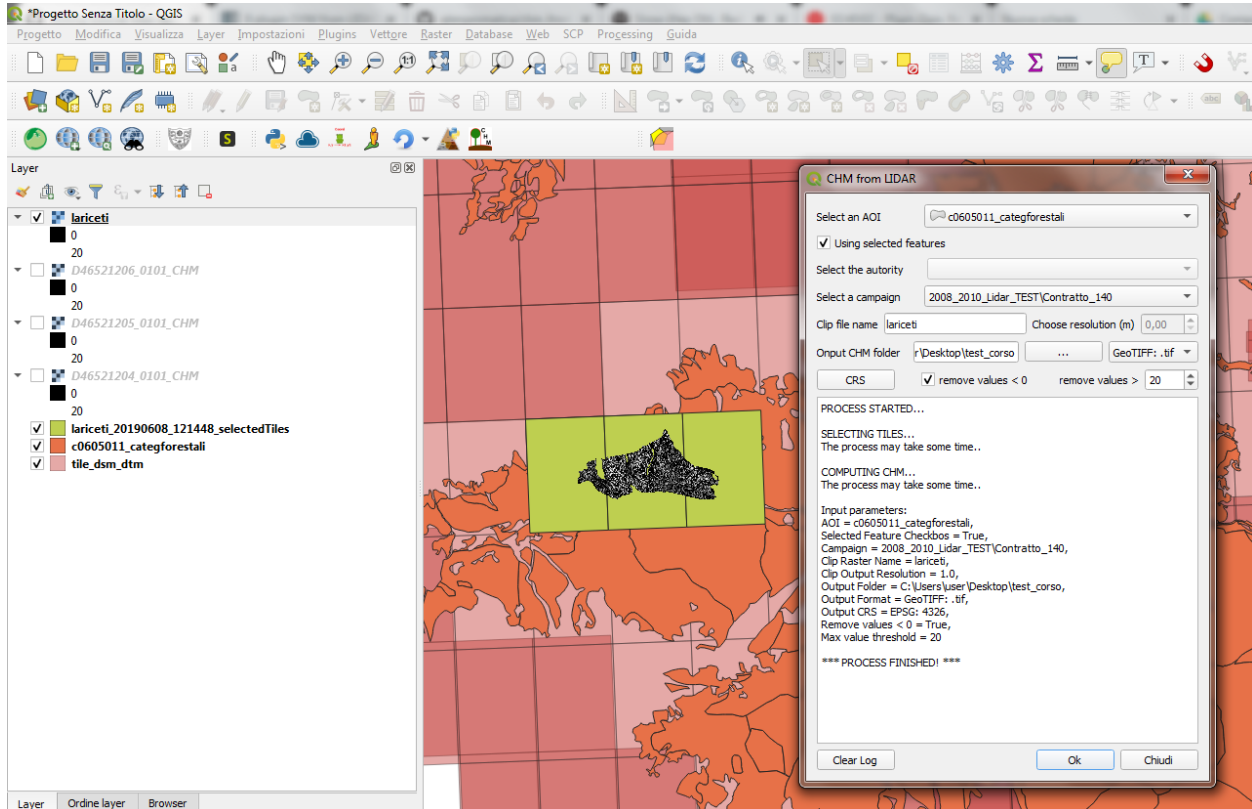 *Progetto Senza Titolo - QGIS
Progetto Modifica Visualizza Layer Impostazioni Plugins Vettore Raster Database Web SCP Processing Guida
Layer
lariceti
0
20
D46521206_0101_CHM
0
20
D46521205_0101_CHM
0
20
D46521204_0101_CHM
0
20
lariceti_20190608_121448_selectedTiles
c0605011_categforestali
tile_dsm_dtm
Layer Ordine layer Browser
CHM from LIDAR
Select an AOI c0605011_categforestali
Using selected features
Select the autority
Select a campaign 2008_2010_Lidar_TEST\Contratto_140
Clip file name lariceti Choose resolution (m) 0,00
Onput CHM folder r\Desktop\test_corso ... GeoTIFF: .tif
CRS remove values < 0 remove values > 20
PROCESS STARTED...
SELECTING TILES...
The process may take some time..
COMPUTING CHM...
The process may take some time..
Input parameters:
AOI = c0605011_categforestali,
Selected Feature Checkbos = True,
Campaign = 2008_2010_Lidar_TEST\Contratto_140,
Clip Raster Name = lariceti,
Clip Output Resolution = 1.0,
Output Folder = C:\Users\user\Desktop\test_corso,
Output Format = GeoTIFF: .tif,
Output CRS = EPSG: 4326,
Remove values < 0 = True,
Max value threshold = 20
*** PROCESS FINISHED! ***
Clear Log Ok Chiudi